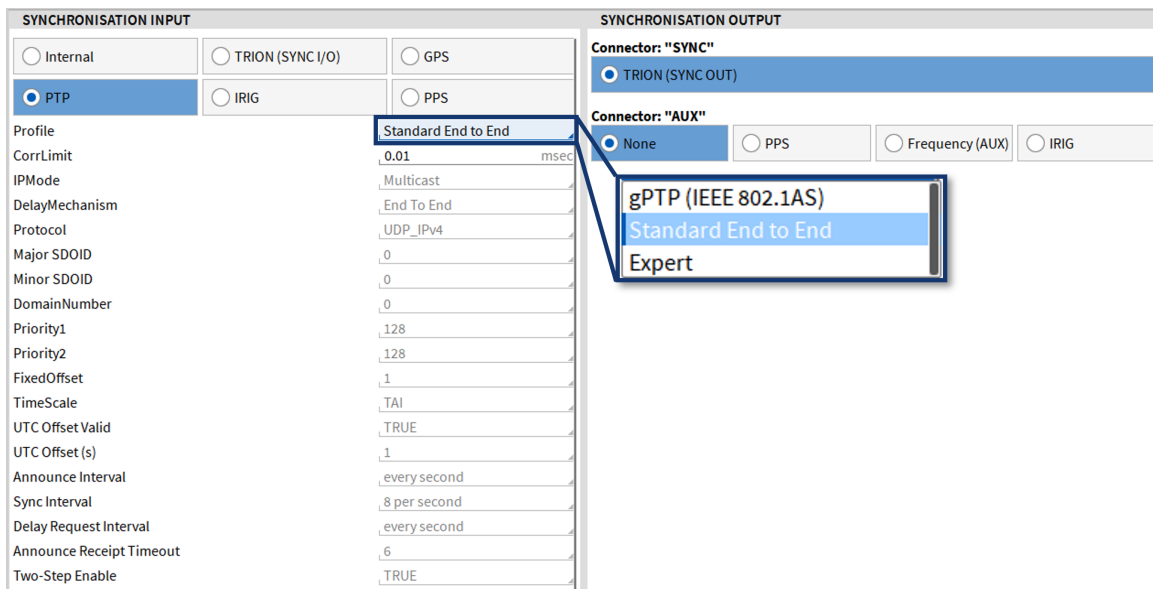 SYNCHRONISATION INPUT
Internal TRION (SYNC I/O) GPS
PTP IRIG PPS
Profile Standard End to End
CorrLimit 0.01 msec
IPMode Multicast
DelayMechanism End To End
Protocol UDP_IPv4
Major SDOID 0
Minor SDOID 0
DomainNumber 0
Priority1 128
Priority2 128
FixedOffset 1
TimeScale TAI
UTC Offset Valid TRUE
UTC Offset (s) 1
Announce Interval every second
Sync Interval 8 per second
Delay Request Interval every second
Announce Receipt Timeout 6
Two-Step Enable TRUE
SYNCHRONISATION OUTPUT
Connector: "SYNC"
TRION (SYNC OUT)
Connector: "AUX"
None PPS Frequency (AUX) IRIG
gPTP (IEEE 802.1AS)
Standard End to End
Expert